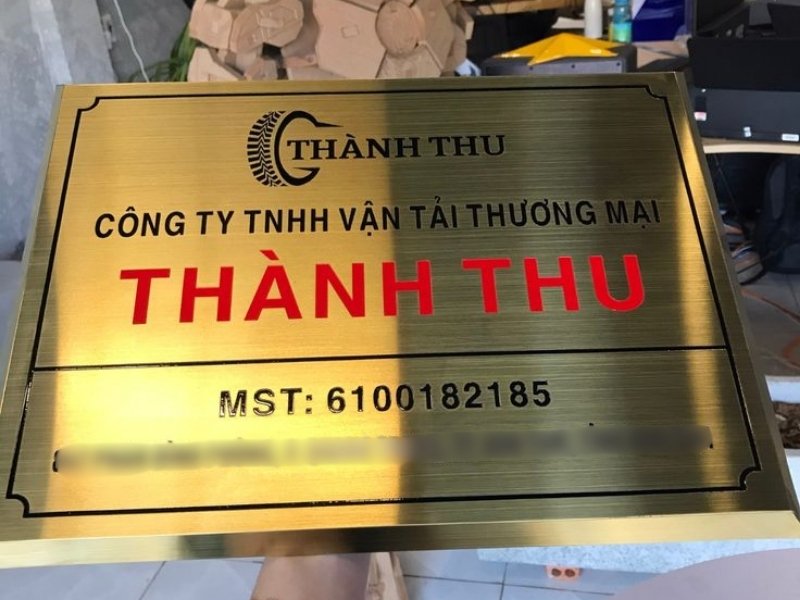 THÀNH THU
CÔNG TY TNHH VẬN TẢI THƯƠNG MẠI
THÀNH THU
MST: 6100182185